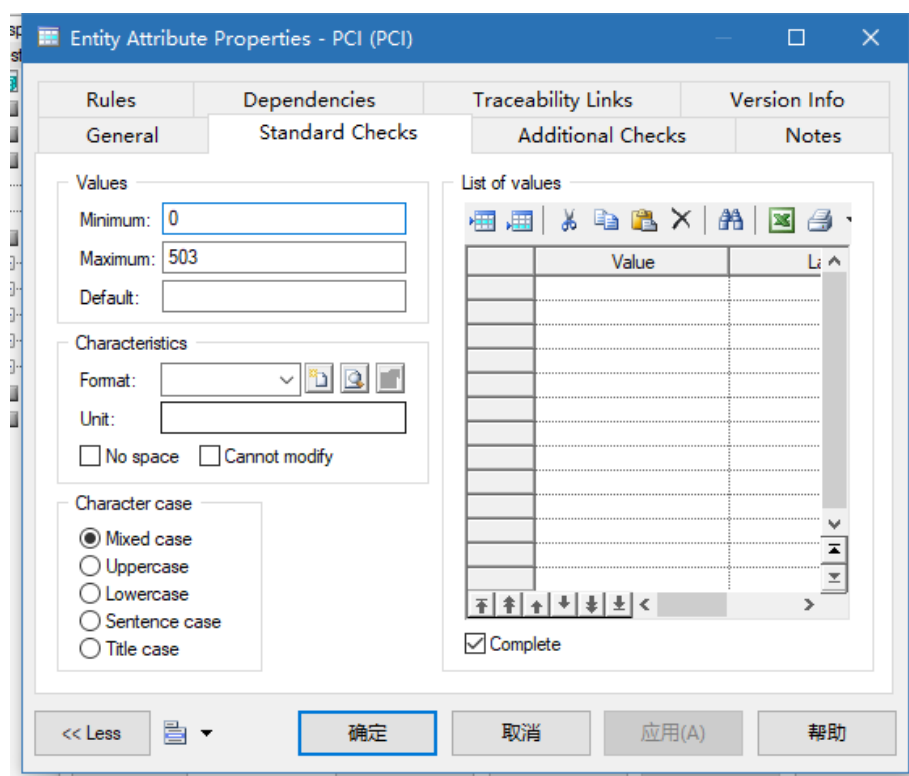 Entity Attribute Properties - PCI (PCI)
Rules Dependencies Traceability Links Version Info
General Standard Checks Additional Checks Notes
Values
Minimum: 0
Maximum: 503
Default:
Characteristics
Format:
Unit:
No space Cannot modify
Character case
Mixed case
Uppercase
Lowercase
Sentence case
Title case
List of values
Value
Complete
<< Less 确定 取消 应用(A) 帮助